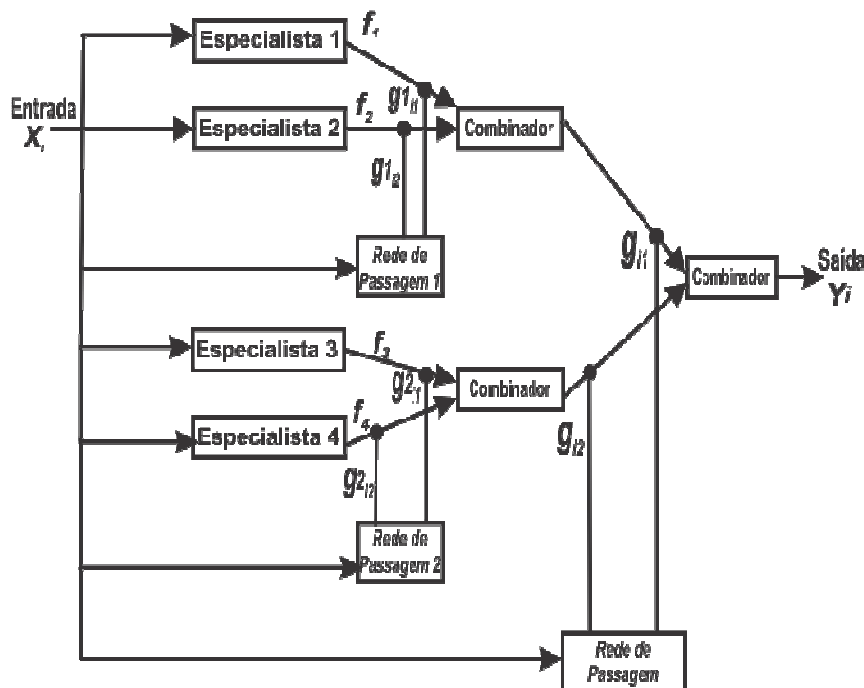 Especialista 1
f₁
Entrada
Xᵢ
Especialista 2
f₂
g1ᵢ₁
Combinador
g1ᵢ₂
Rede de
Passagem 1
gᵢ₁
Combinador
Saída
Yi
Especialista 3
f₃
g2ᵢ₁
Combinador
Especialista 4
f₄
g2ᵢ₂
gᵢ₂
Rede de
Passagem 2
Rede de
Passagem